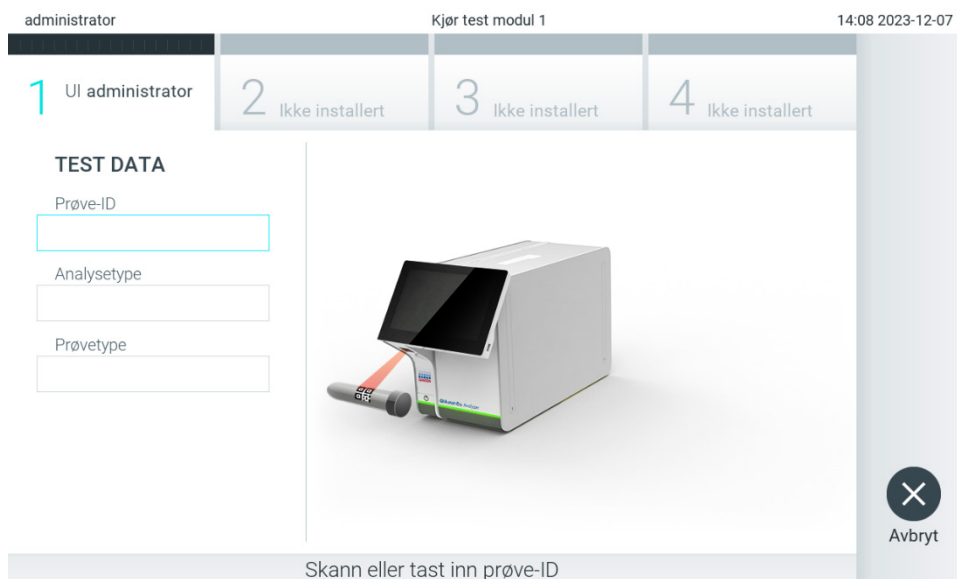 administrator
Kjør test modul 1
14:08 2023-12-07
1 UI administrator
2 Ikke installert
3 Ikke installert
4 Ikke installert
TEST DATA
Prøve-ID
Analysetype
Prøvetype
Avbryt
Skann eller tast inn prøve-ID